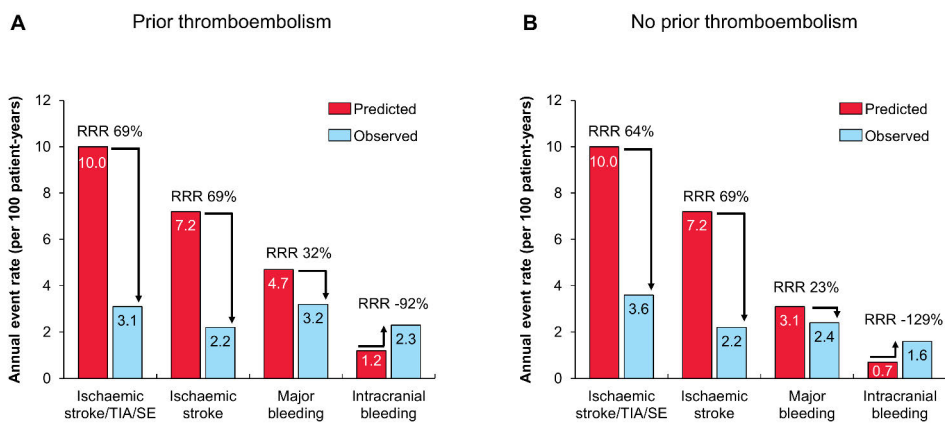 A Prior thromboembolism
Annual event rate (per 100 patient-years)
12
10
8
6
4
2
0
Predicted
Observed
RRR 69%
10.0
3.1
RRR 69%
7.2
2.2
RRR 32%
4.7
3.2
RRR -92%
1.2
2.3
Ischaemic
stroke/TIA/SE
Ischaemic
stroke
Major
bleeding
Intracranial
bleeding
B No prior thromboembolism
Annual event rate (per 100 patient-years)
12
10
8
6
4
2
0
Predicted
Observed
RRR 64%
10.0
3.6
RRR 69%
7.2
2.2
RRR 23%
3.1
2.4
RRR -129%
0.7
1.6
Ischaemic
stroke/TIA/SE
Ischaemic
stroke
Major
bleeding
Intracranial
bleeding